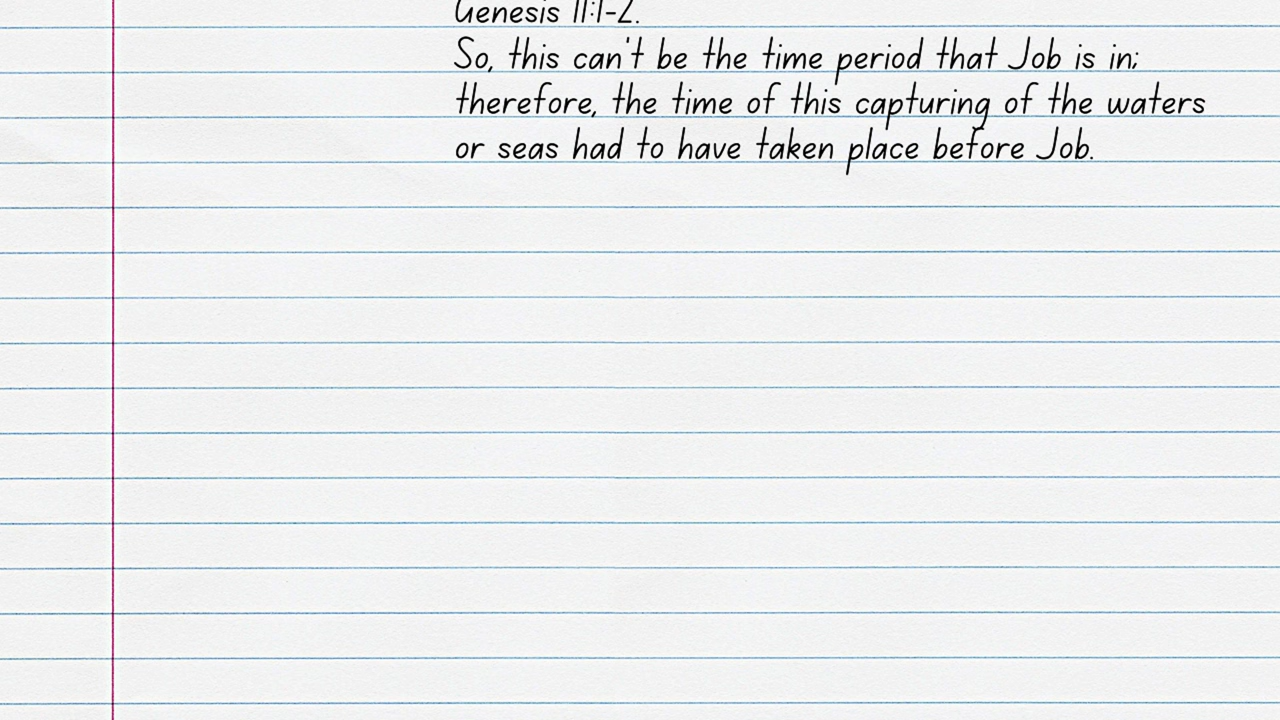 Genesis 11:1-2.
So, this can't be the time period that Job is in;
therefore, the time of this capturing of the waters
or seas had to have taken place before Job.